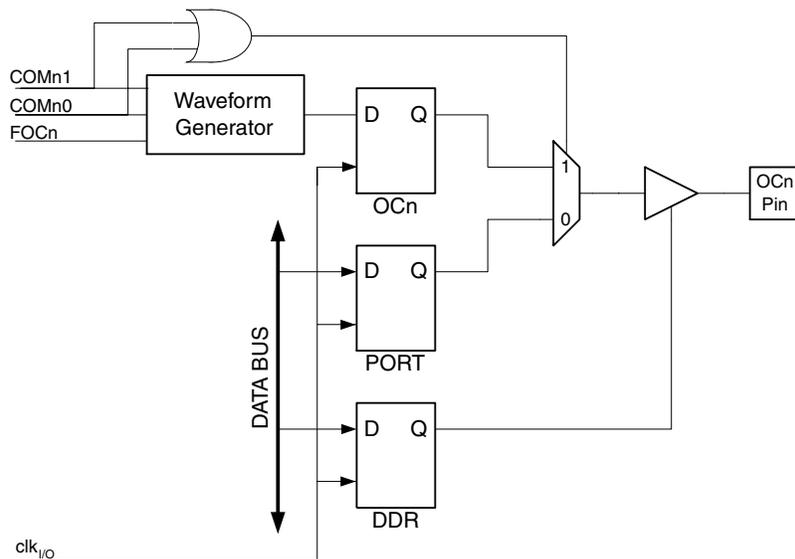 COMn1
COMn0
FOCn
Waveform
Generator
D Q
OCn
1
0
OCn
Pin
D Q
PORT
DATA BUS
D Q
DDR
clkI/O